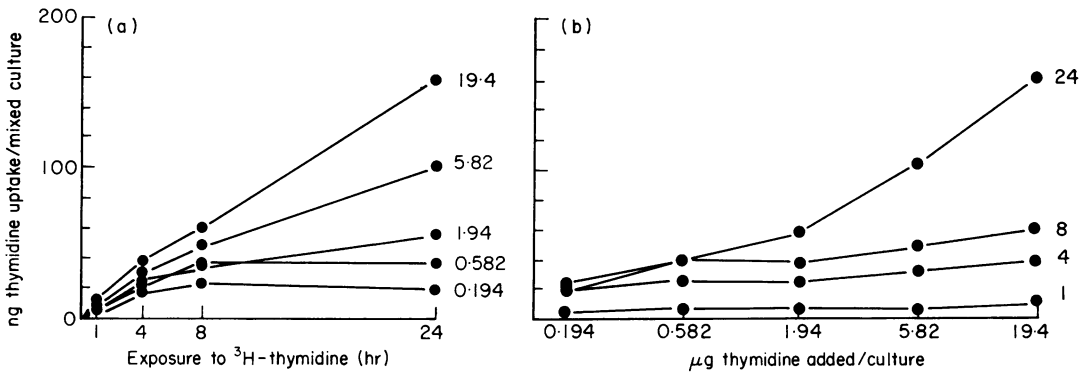 (a)
ng thymidine uptake/mixed culture
200
100
0
1 4 8 24
Exposure to ³H-thymidine (hr)
19·4
5·82
1·94
0·582
0·194
(b)
24
8
4
1
0·194 0·582 1·94 5·82 19·4
μg thymidine added/culture